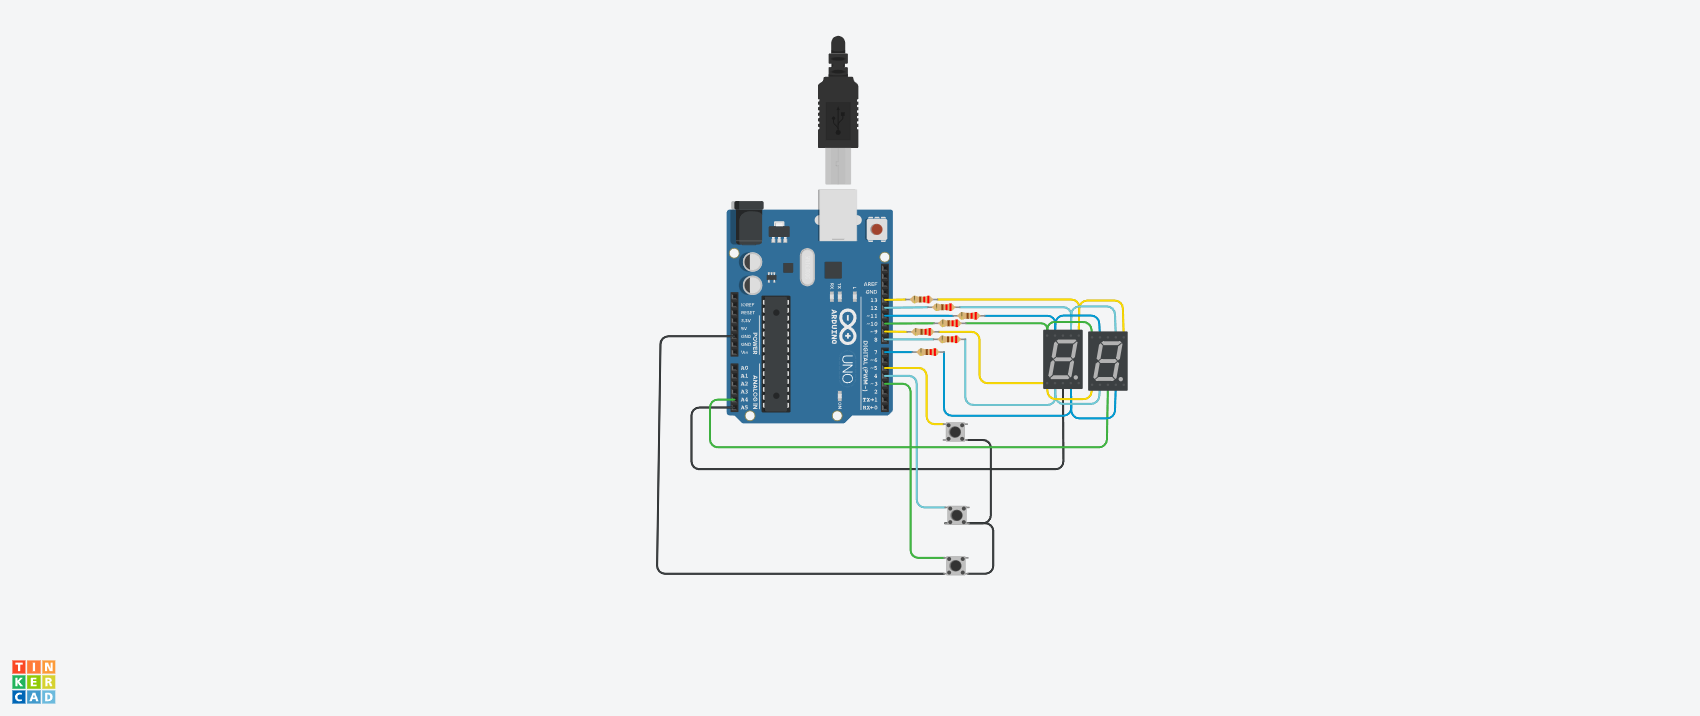 AREF
GND
13
12
~11
~10
~9
8
7
~6
~5
4
~3
2
TX→1
RX←0
DIGITAL (PWM~)
RX
TX
L
ARDUINO
UNO
ON
IOREF
RESET
3.3V
5V
GND
GND
Vin
POWER
A0
A1
A2
A3
A4
A5
ANALOG IN
TIN
KER
CAD